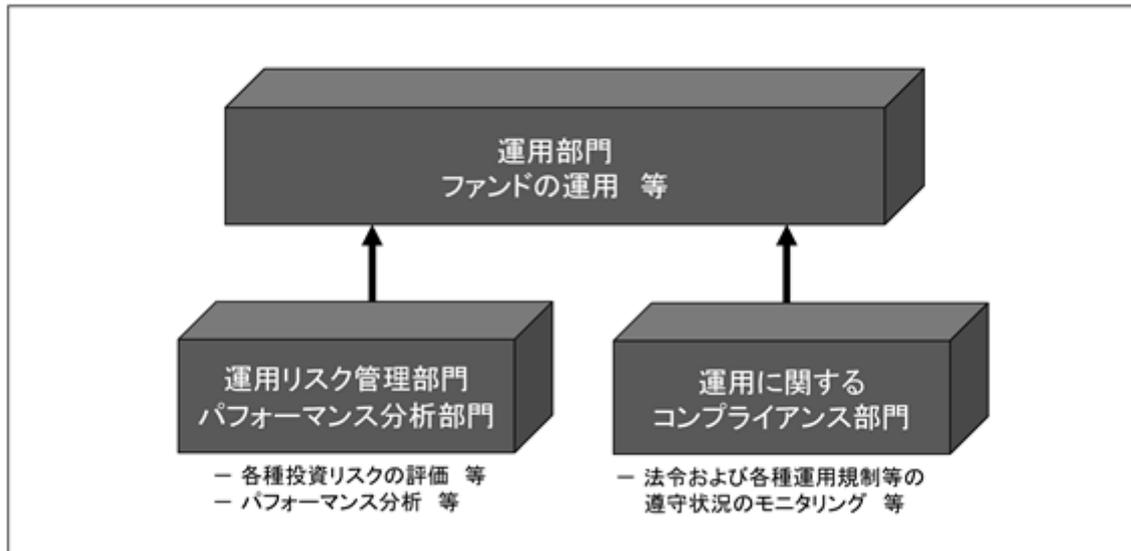 運用部門
ファンドの運用　等
運用リスク管理部門
パフォーマンス分析部門
－ 各種投資リスクの評価　等
－ パフォーマンス分析　等
運用に関する
コンプライアンス部門
－ 法令および各種運用規制等の
遵守状況のモニタリング　等